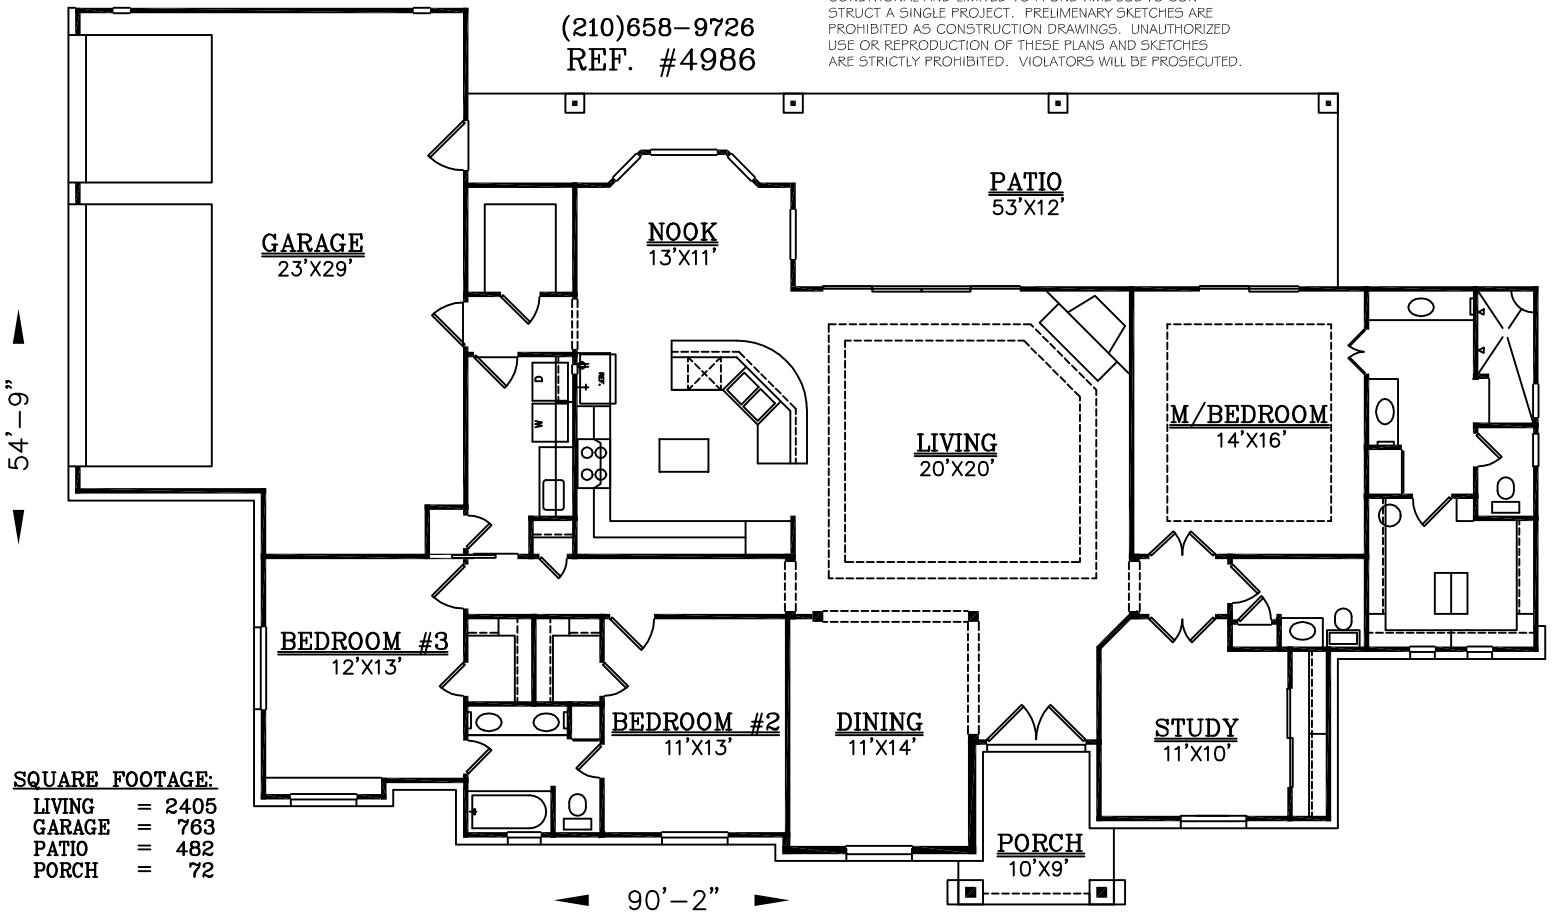 (210)658-9726
REF. #4986
STRUCT A SINGLE PROJECT. PRELIMENARY SKETCHES ARE
PROHIBITED AS CONSTRUCTION DRAWINGS. UNAUTHORIZED
USE OR REPRODUCTION OF THESE PLANS AND SKETCHES
ARE STRICTLY PROHIBITED. VIOLATORS WILL BE PROSECUTED.
PATIO
53'X12'
GARAGE
23'X29'
NOOK
13'X11'
54'-9"
D
W
REF.
LIVING
20'X20'
M/BEDROOM
14'X16'
BEDROOM #3
12'X13'
BEDROOM #2
11'X13'
DINING
11'X14'
STUDY
11'X10'
PORCH
10'X9'
SQUARE FOOTAGE:
LIVING = 2405
GARAGE = 763
PATIO = 482
PORCH = 72
90'-2"